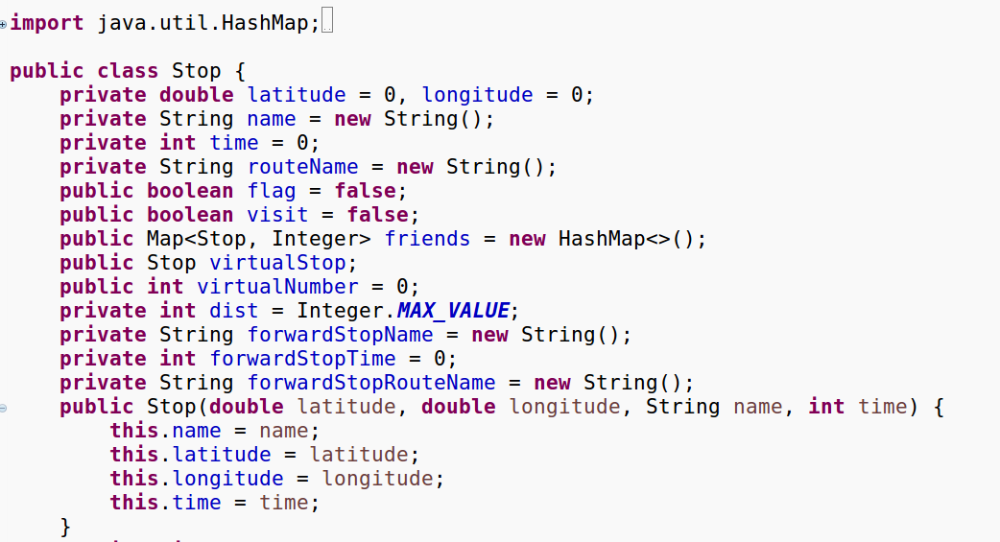 import java.util.HashMap;
public class Stop {
    private double latitude = 0, longitude = 0;
    private String name = new String();
    private int time = 0;
    private String routeName = new String();
    public boolean flag = false;
    public boolean visit = false;
    public Map<Stop, Integer> friends = new HashMap<>();
    public Stop virtualStop;
    public int virtualNumber = 0;
    private int dist = Integer.MAX_VALUE;
    private String forwardStopName = new String();
    private int forwardStopTime = 0;
    private String forwardStopRouteName = new String();
    public Stop(double latitude, double longitude, String name, int time) {
        this.name = name;
        this.latitude = latitude;
        this.longitude = longitude;
        this.time = time;
    }